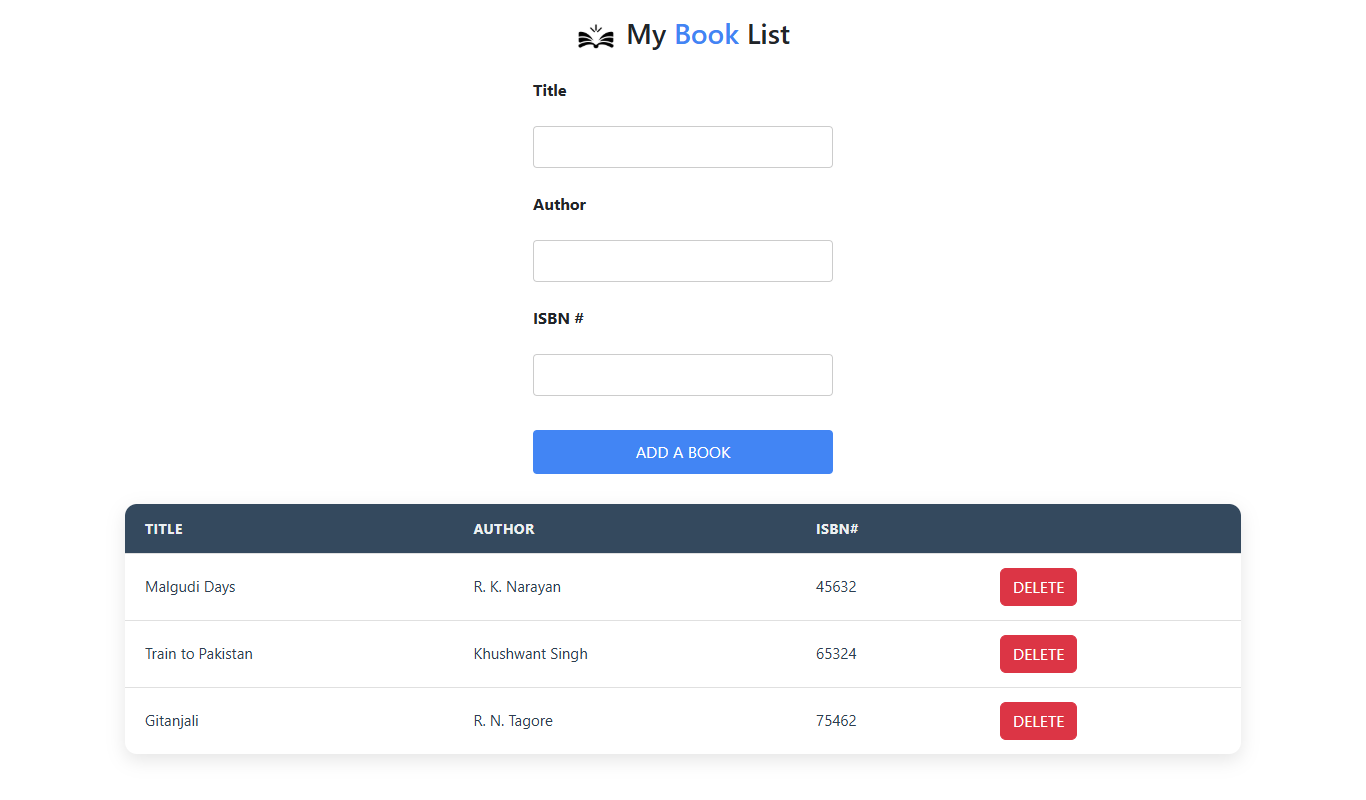 My Book List
Title
Author
ISBN #
ADD A BOOK
TITLE AUTHOR ISBN#
Malgudi Days R. K. Narayan 45632 DELETE
Train to Pakistan Khushwant Singh 65324 DELETE
Gitanjali R. N. Tagore 75462 DELETE